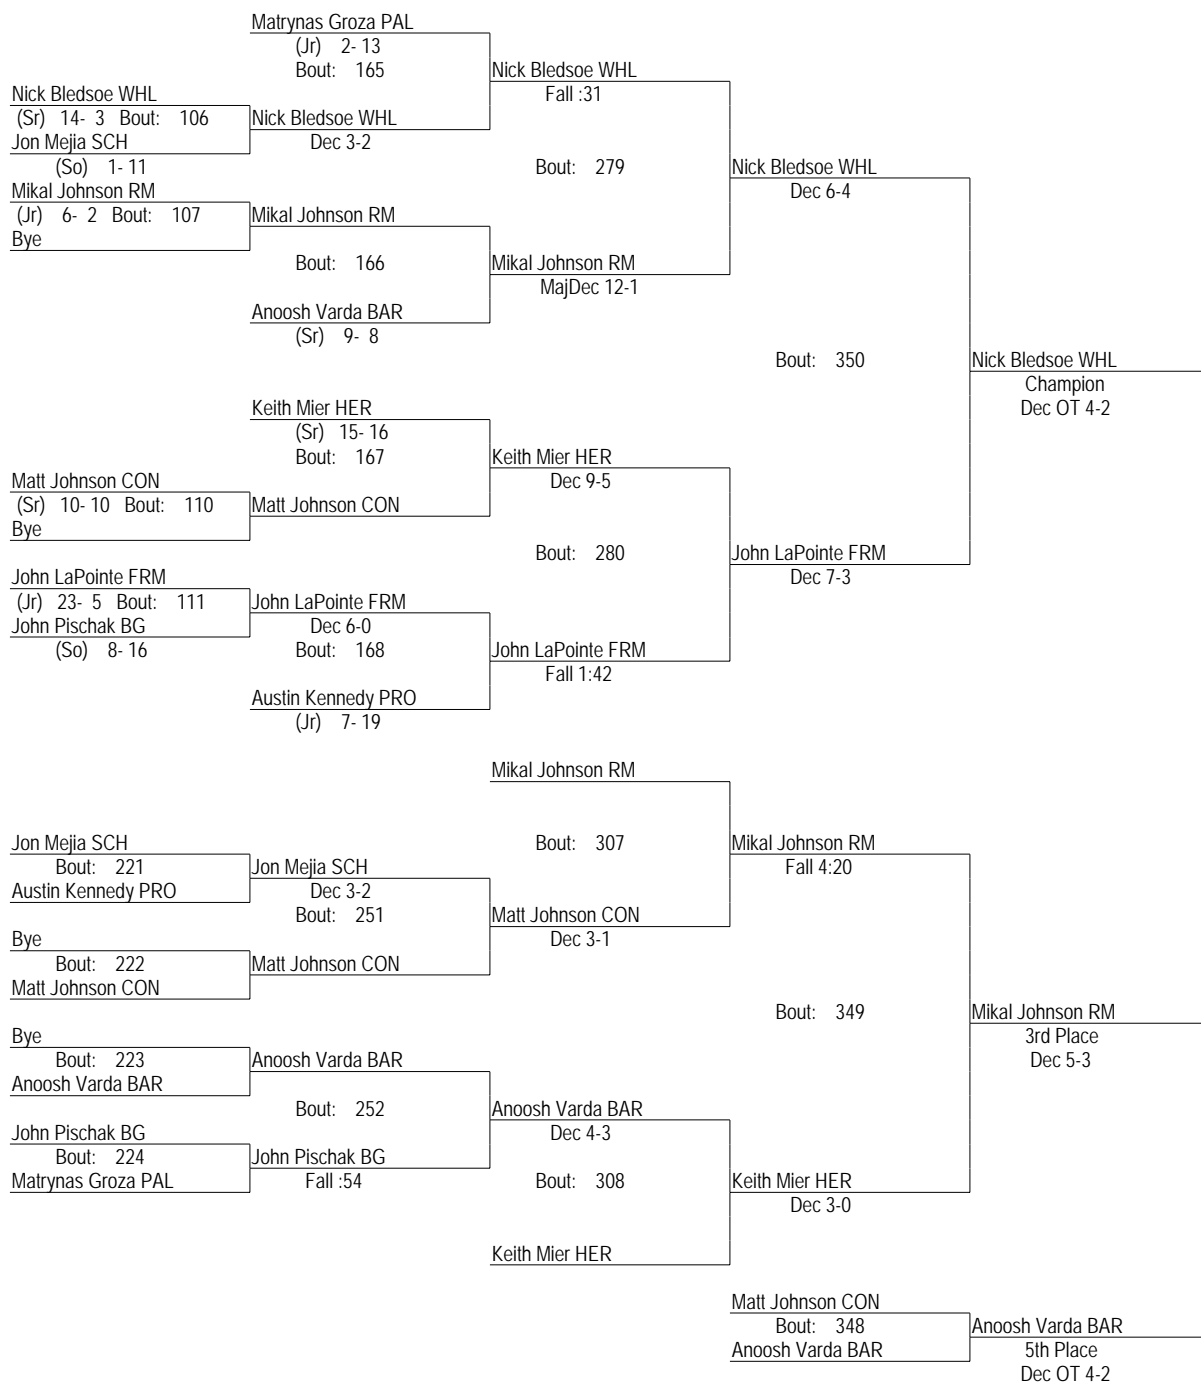 Matrynas Groza PAL
(Jr) 2- 13
Bout: 165
Nick Bledsoe WHL
Fall :31
Nick Bledsoe WHL
(Sr) 14- 3 Bout: 106
Nick Bledsoe WHL
Jon Mejia SCH
Dec 3-2
(So) 1- 11
Bout: 279
Nick Bledsoe WHL
Mikal Johnson RM
Dec 6-4
(Jr) 6- 2 Bout: 107
Mikal Johnson RM
Bye
Bout: 166
Mikal Johnson RM
MajDec 12-1
Anoosh Varda BAR
(Sr) 9- 8
Bout: 350
Nick Bledsoe WHL
Champion
Dec OT 4-2
Keith Mier HER
(Sr) 15- 16
Bout: 167
Keith Mier HER
Dec 9-5
Matt Johnson CON
(Sr) 10- 10 Bout: 110
Matt Johnson CON
Bye
Bout: 280
John LaPointe FRM
Dec 7-3
John LaPointe FRM
(Jr) 23- 5 Bout: 111
John LaPointe FRM
John Pischak BG
Dec 6-0
(So) 8- 16
Bout: 168
John LaPointe FRM
Fall 1:42
Austin Kennedy PRO
(Jr) 7- 19
Mikal Johnson RM
Jon Mejia SCH
Bout: 307
Mikal Johnson RM
Bout: 221
Jon Mejia SCH
Fall 4:20
Austin Kennedy PRO
Dec 3-2
Bout: 251
Matt Johnson CON
Bye
Dec 3-1
Bout: 222
Matt Johnson CON
Matt Johnson CON
Bout: 349
Mikal Johnson RM
Bye
3rd Place
Bout: 223
Anoosh Varda BAR
Dec 5-3
Anoosh Varda BAR
Bout: 252
Anoosh Varda BAR
John Pischak BG
Dec 4-3
Bout: 224
John Pischak BG
Matrynas Groza PAL
Fall :54
Bout: 308
Keith Mier HER
Dec 3-0
Keith Mier HER
Matt Johnson CON
Bout: 348
Anoosh Varda BAR
Anoosh Varda BAR
5th Place
Dec OT 4-2